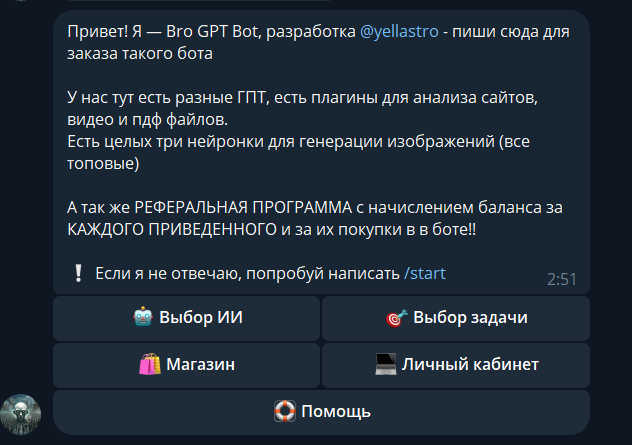 Привет! Я — Bro GPT Bot, разработка @yellastro - пиши сюда для
заказа такого бота
У нас тут есть разные ГПТ, есть плагины для анализа сайтов,
видео и пдф файлов.
Есть целых три нейронки для генерации изображений (все
топовые)
А так же РЕФЕРАЛЬНАЯ ПРОГРАММА с начислением баланса за
КАЖДОГО ПРИВЕДЕННОГО и за их покупки в в боте!!
❕ Если я не отвечаю, попробуй написать /start
2:51
🤖 Выбор ИИ
🎯 Выбор задачи
🛍 Магазин
💻 Личный кабинет
🛟 Помощь